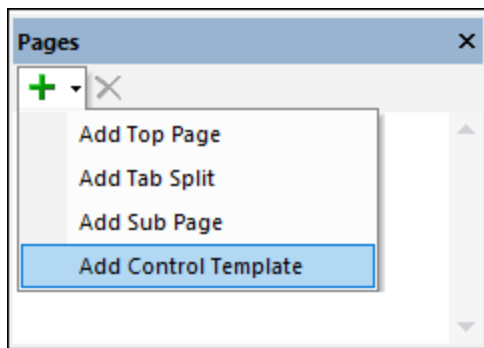 Pages
Add Top Page
Add Tab Split
Add Sub Page
Add Control Template